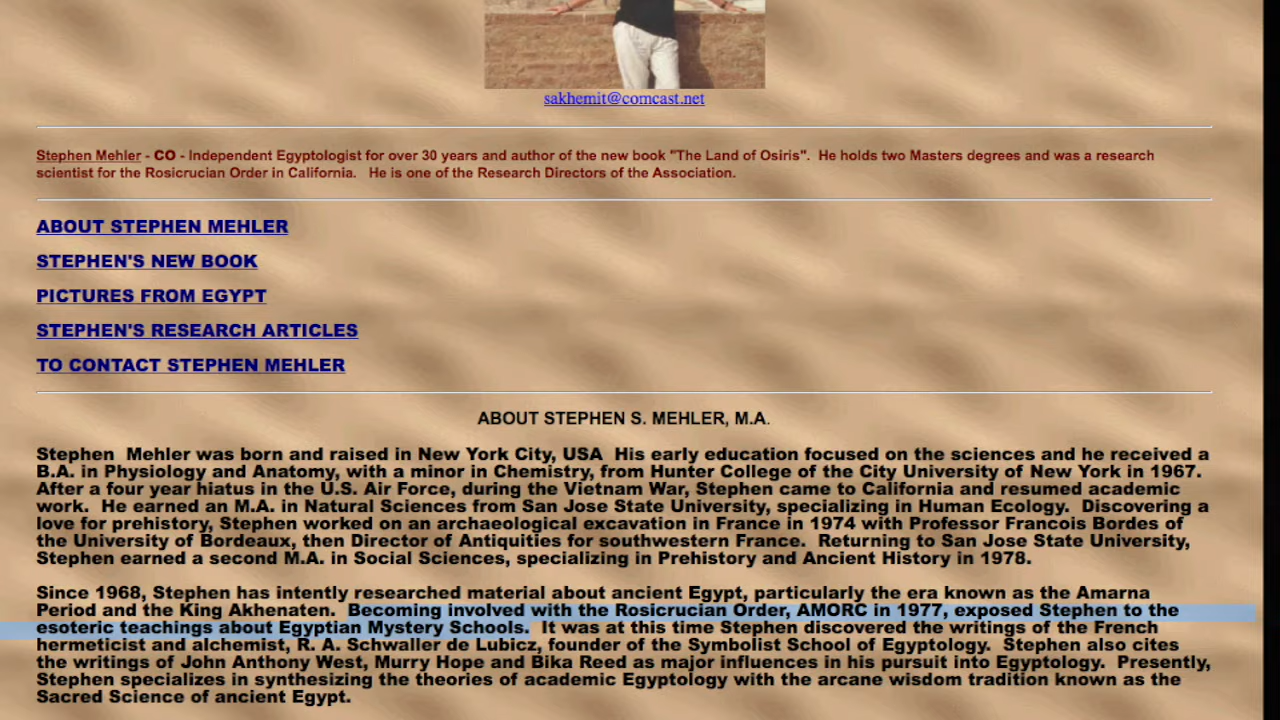 sakhemit@comcast.net
Stephen Mehler - CO - Independent Egyptologist for over 30 years and author of the new book "The Land of Osiris".  He holds two Masters degrees and was a research
scientist for the Rosicrucian Order in California.   He is one of the Research Directors of the Association.
ABOUT STEPHEN MEHLER
STEPHEN'S NEW BOOK
PICTURES FROM EGYPT
STEPHEN'S RESEARCH ARTICLES
TO CONTACT STEPHEN MEHLER
ABOUT STEPHEN S. MEHLER, M.A.
Stephen  Mehler was born and raised in New York City, USA  His early education focused on the sciences and he received a
B.A. in Physiology and Anatomy, with a minor in Chemistry, from Hunter College of the City University of New York in 1967.
After a four year hiatus in the U.S. Air Force, during the Vietnam War, Stephen came to California and resumed academic
work.  He earned an M.A. in Natural Sciences from San Jose State University, specializing in Human Ecology.  Discovering a
love for prehistory, Stephen worked on an archaeological excavation in France in 1974 with Professor Francois Bordes of
the University of Bordeaux, then Director of Antiquities for southwestern France.  Returning to San Jose State University,
Stephen earned a second M.A. in Social Sciences, specializing in Prehistory and Ancient History in 1978.
Since 1968, Stephen has intently researched material about ancient Egypt, particularly the era known as the Amarna
Period and the King Akhenaten.  Becoming involved with the Rosicrucian Order, AMORC in 1977, exposed Stephen to the
esoteric teachings about Egyptian Mystery Schools.  It was at this time Stephen discovered the writings of the French
hermeticist and alchemist, R. A. Schwaller de Lubicz, founder of the Symbolist School of Egyptology.  Stephen also cites
the writings of John Anthony West, Murry Hope and Bika Reed as major influences in his pursuit into Egyptology.  Presently,
Stephen specializes in synthesizing the theories of academic Egyptology with the arcane wisdom tradition known as the
Sacred Science of ancient Egypt.